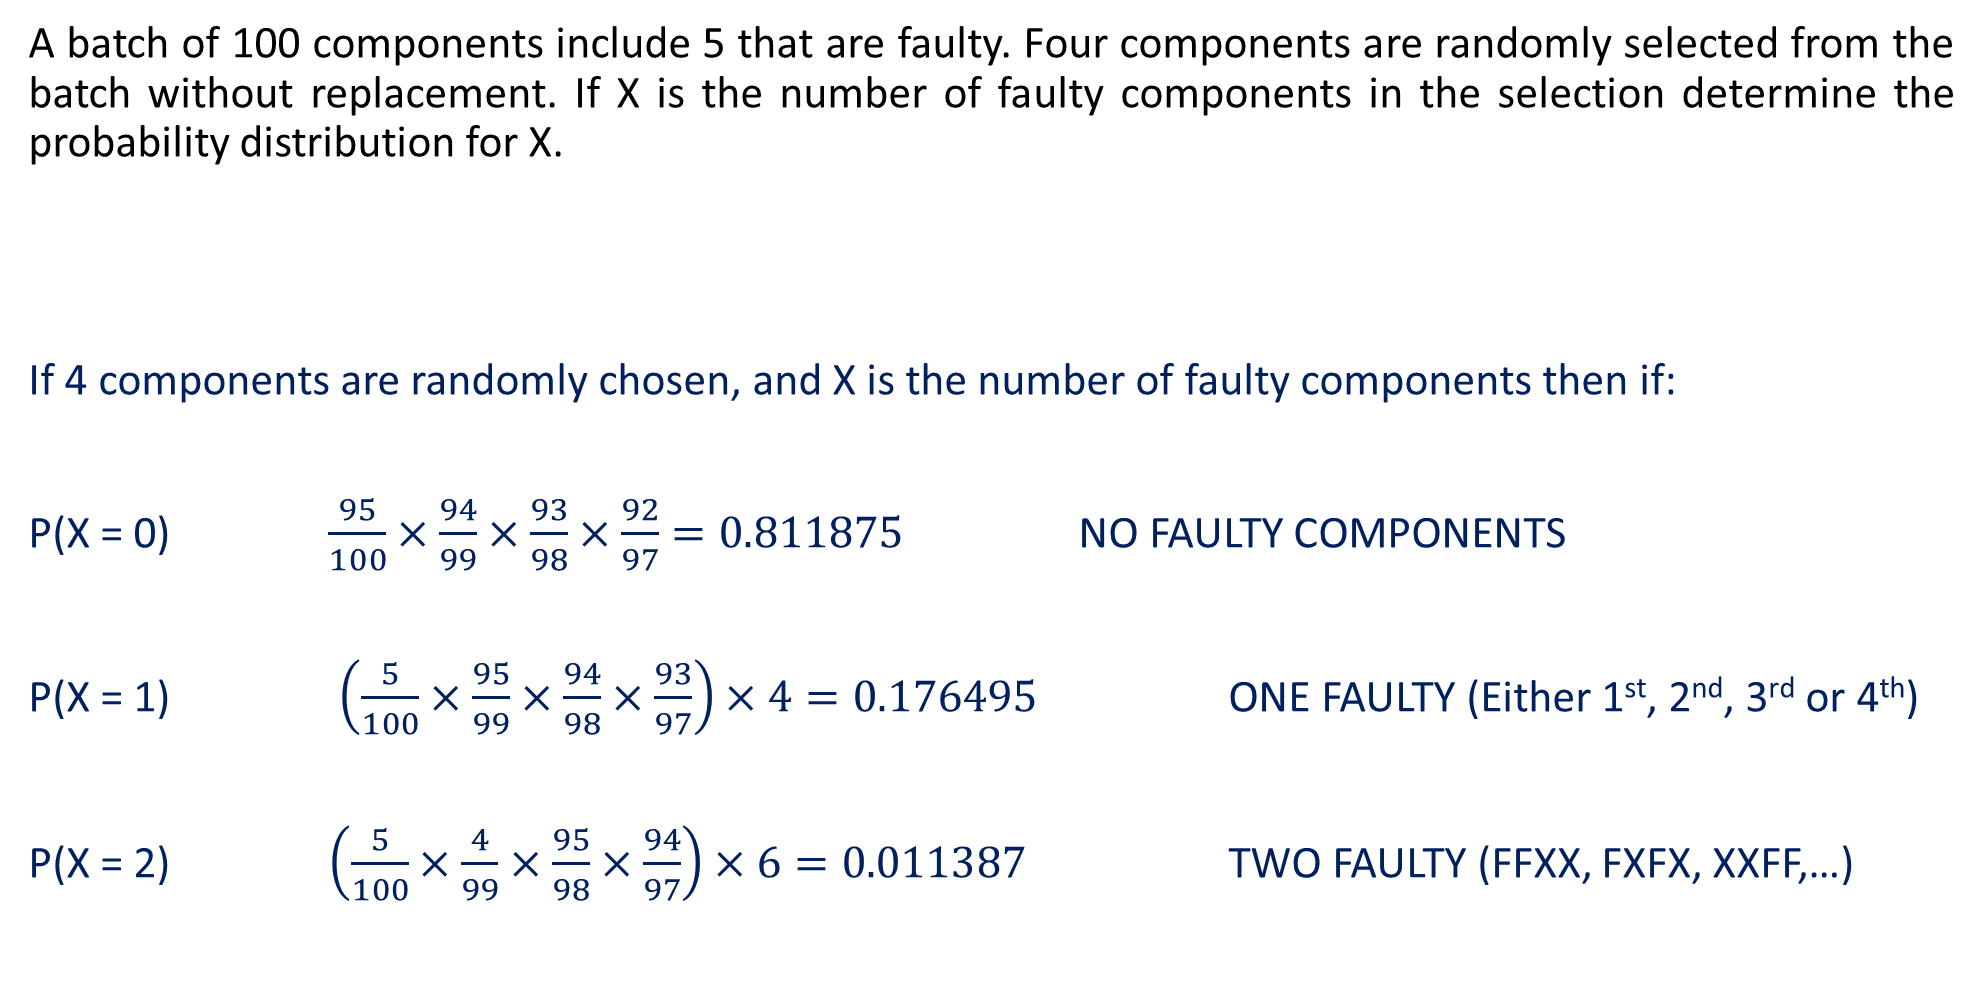 A batch of 100 components include 5 that are faulty. Four components are randomly selected from the
batch without replacement. If X is the number of faulty components in the selection determine the
probability distribution for X.
If 4 components are randomly chosen, and X is the number of faulty components then if:
P(X = 0) 95/100 × 94/99 × 93/98 × 92/97 = 0.811875 NO FAULTY COMPONENTS
P(X = 1) (5/100 × 95/99 × 94/98 × 93/97) × 4 = 0.176495 ONE FAULTY (Either 1st, 2nd, 3rd or 4th)
P(X = 2) (5/100 × 4/99 × 95/98 × 94/97) × 6 = 0.011387 TWO FAULTY (FFXX, FXFX, XXFF,...)